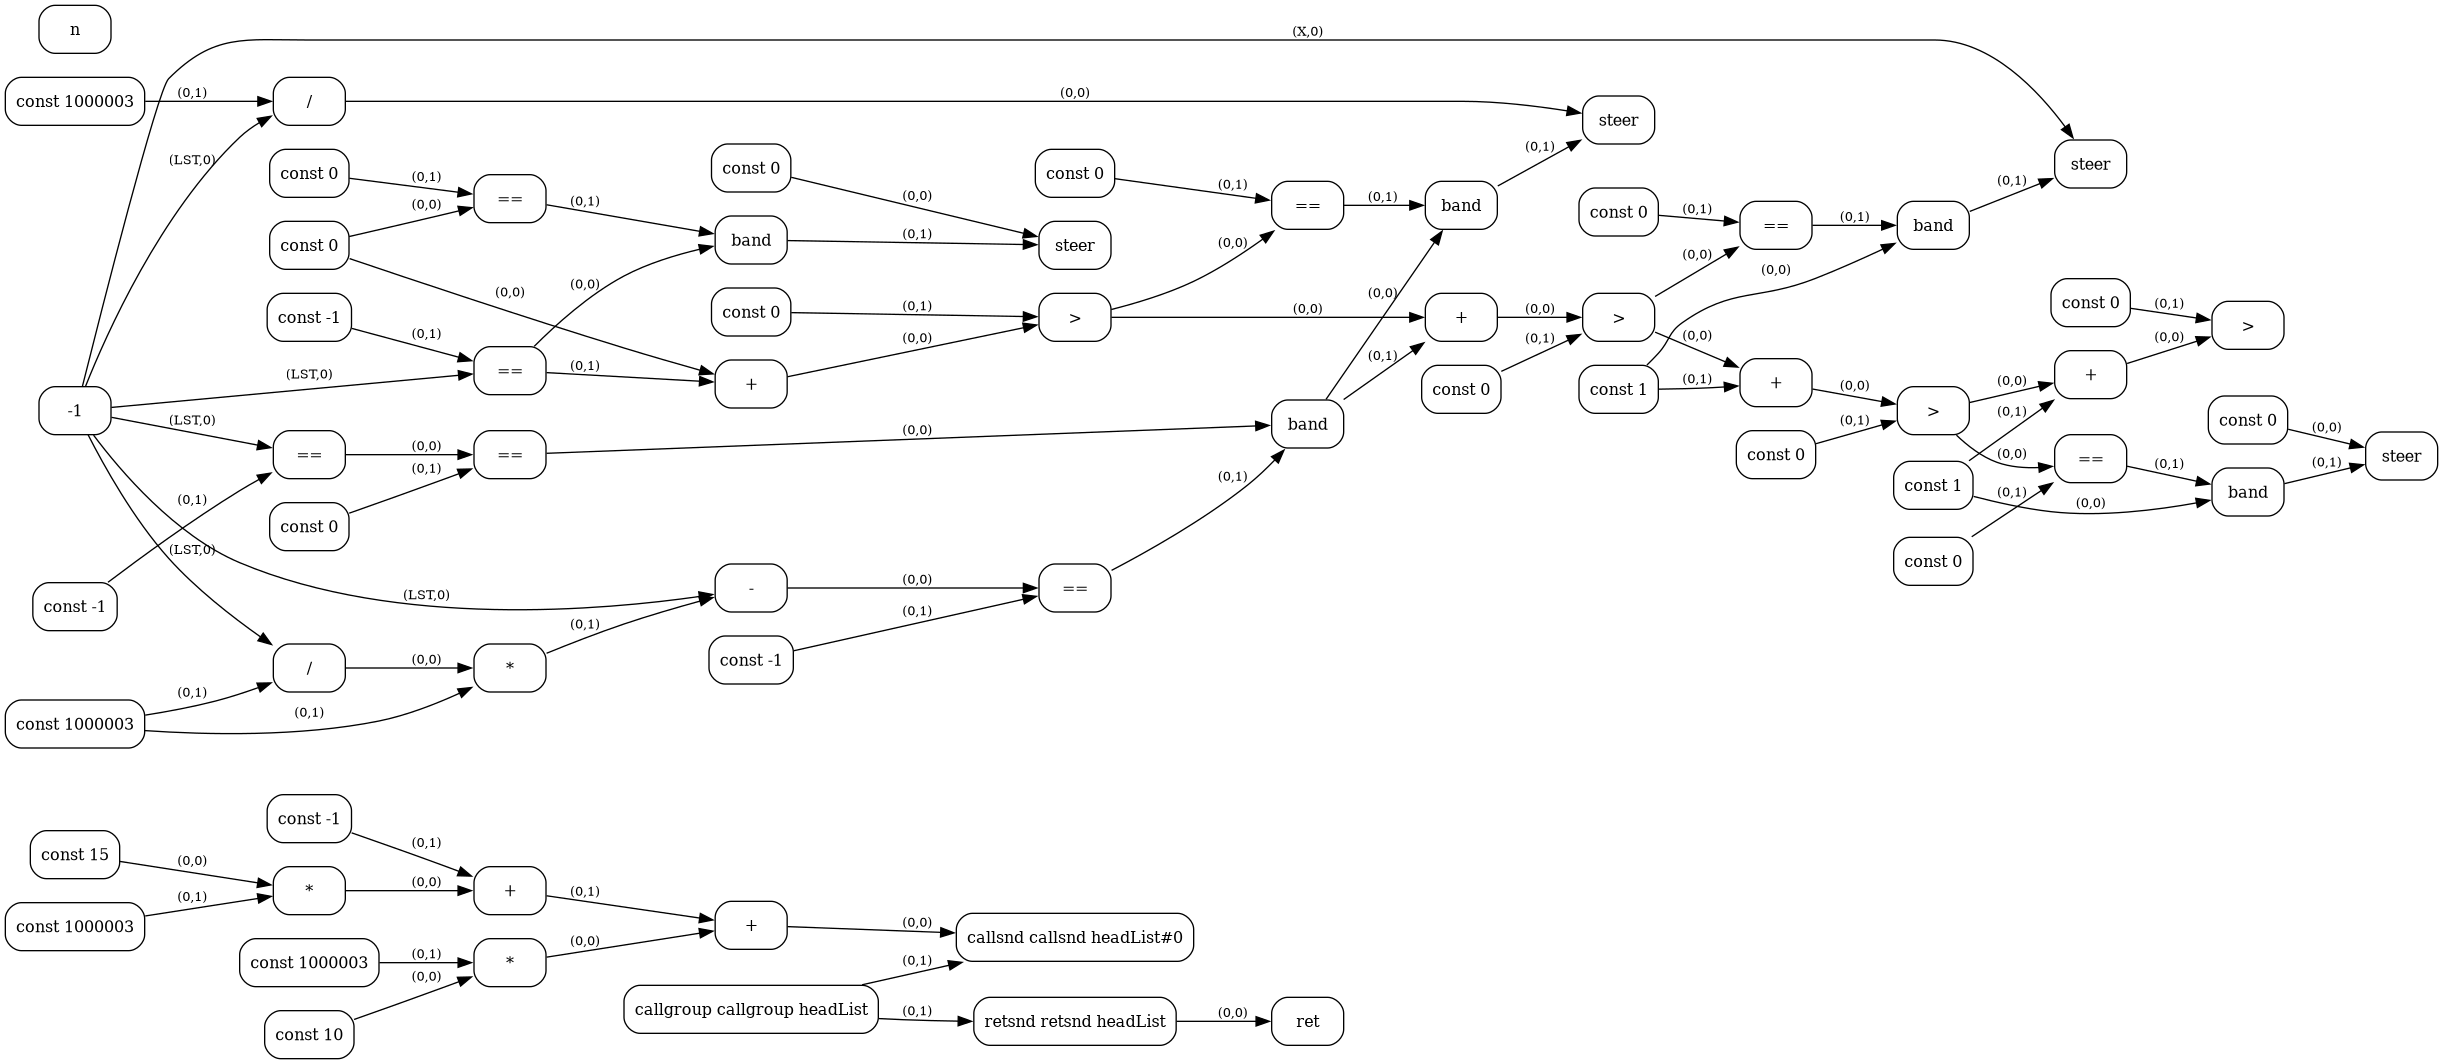 n
(X,0)
const 1000003
(0,1)
/
(0,0)
(LST,0)
steer
const 0
(0,1)
const 0
(0,0)
==
(0,1)
const 0
(0,0)
band
(0,1)
steer
const 0
(0,1)
==
(0,1)
band
(0,1)
steer
const 0
(0,1)
==
(0,1)
band
(0,1)
(0,0)
(0,0)
(0,0)
(0,0)
const -1
(0,1)
(0,0)
const 0
(0,1)
>
(0,0)
+
(0,0)
>
(0,0)
(0,0)
const 0
(0,1)
>
-1
(LST,0)
==
(0,1)
+
(0,0)
(0,1)
const 0
(0,1)
const 1
(0,1)
+
(0,0)
>
(0,0)
+
(0,0)
(LST,0)
==
(0,0)
==
(0,0)
band
const 0
(0,1)
(0,1)
(0,0)
==
(0,1)
const 0
(0,0)
steer
(0,1)
const 0
const 1
(0,1)
(0,0)
band
(0,1)
(0,1)
(0,1)
const 0
const -1
(LST,0)
(LST,0)
-
(0,0)
==
(0,1)
const -1
(0,1)
/
(0,0)
*
(0,1)
const 1000003
(0,1)
(0,1)
const -1
(0,1)
const 15
(0,0)
*
(0,0)
+
(0,1)
const 1000003
(0,1)
+
(0,0)
callsnd callsnd headList#0
const 1000003
(0,1)
*
(0,0)
const 10
(0,0)
callgroup callgroup headList
(0,1)
(0,1)
retsnd retsnd headList
(0,0)
ret